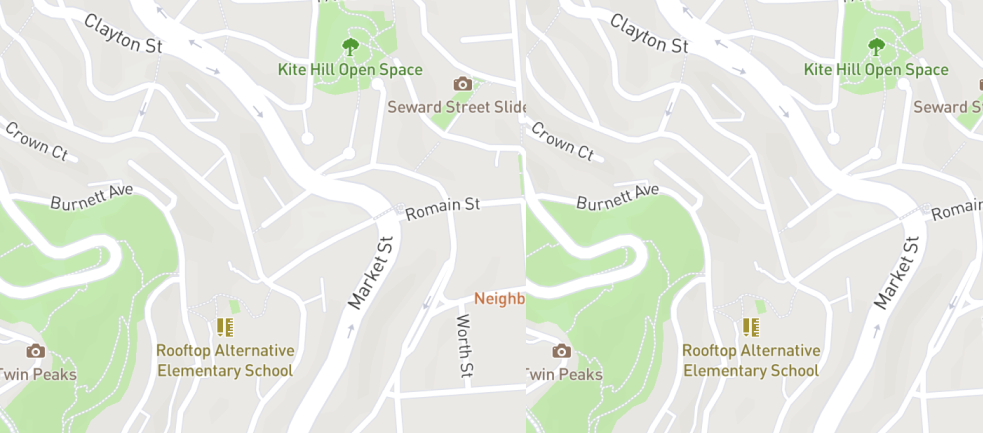 Clayton St
Kite Hill Open Space
Seward Street Slide
Crown Ct
Burnett Ave
Romain St
Market St
Neighb
Worth St
Rooftop Alternative
Elementary School
Twin Peaks
Clayton St
Kite Hill Open Space
Seward S
Crown Ct
Burnett Ave
Romain
Market St
Rooftop Alternative
Elementary School
Twin Peaks